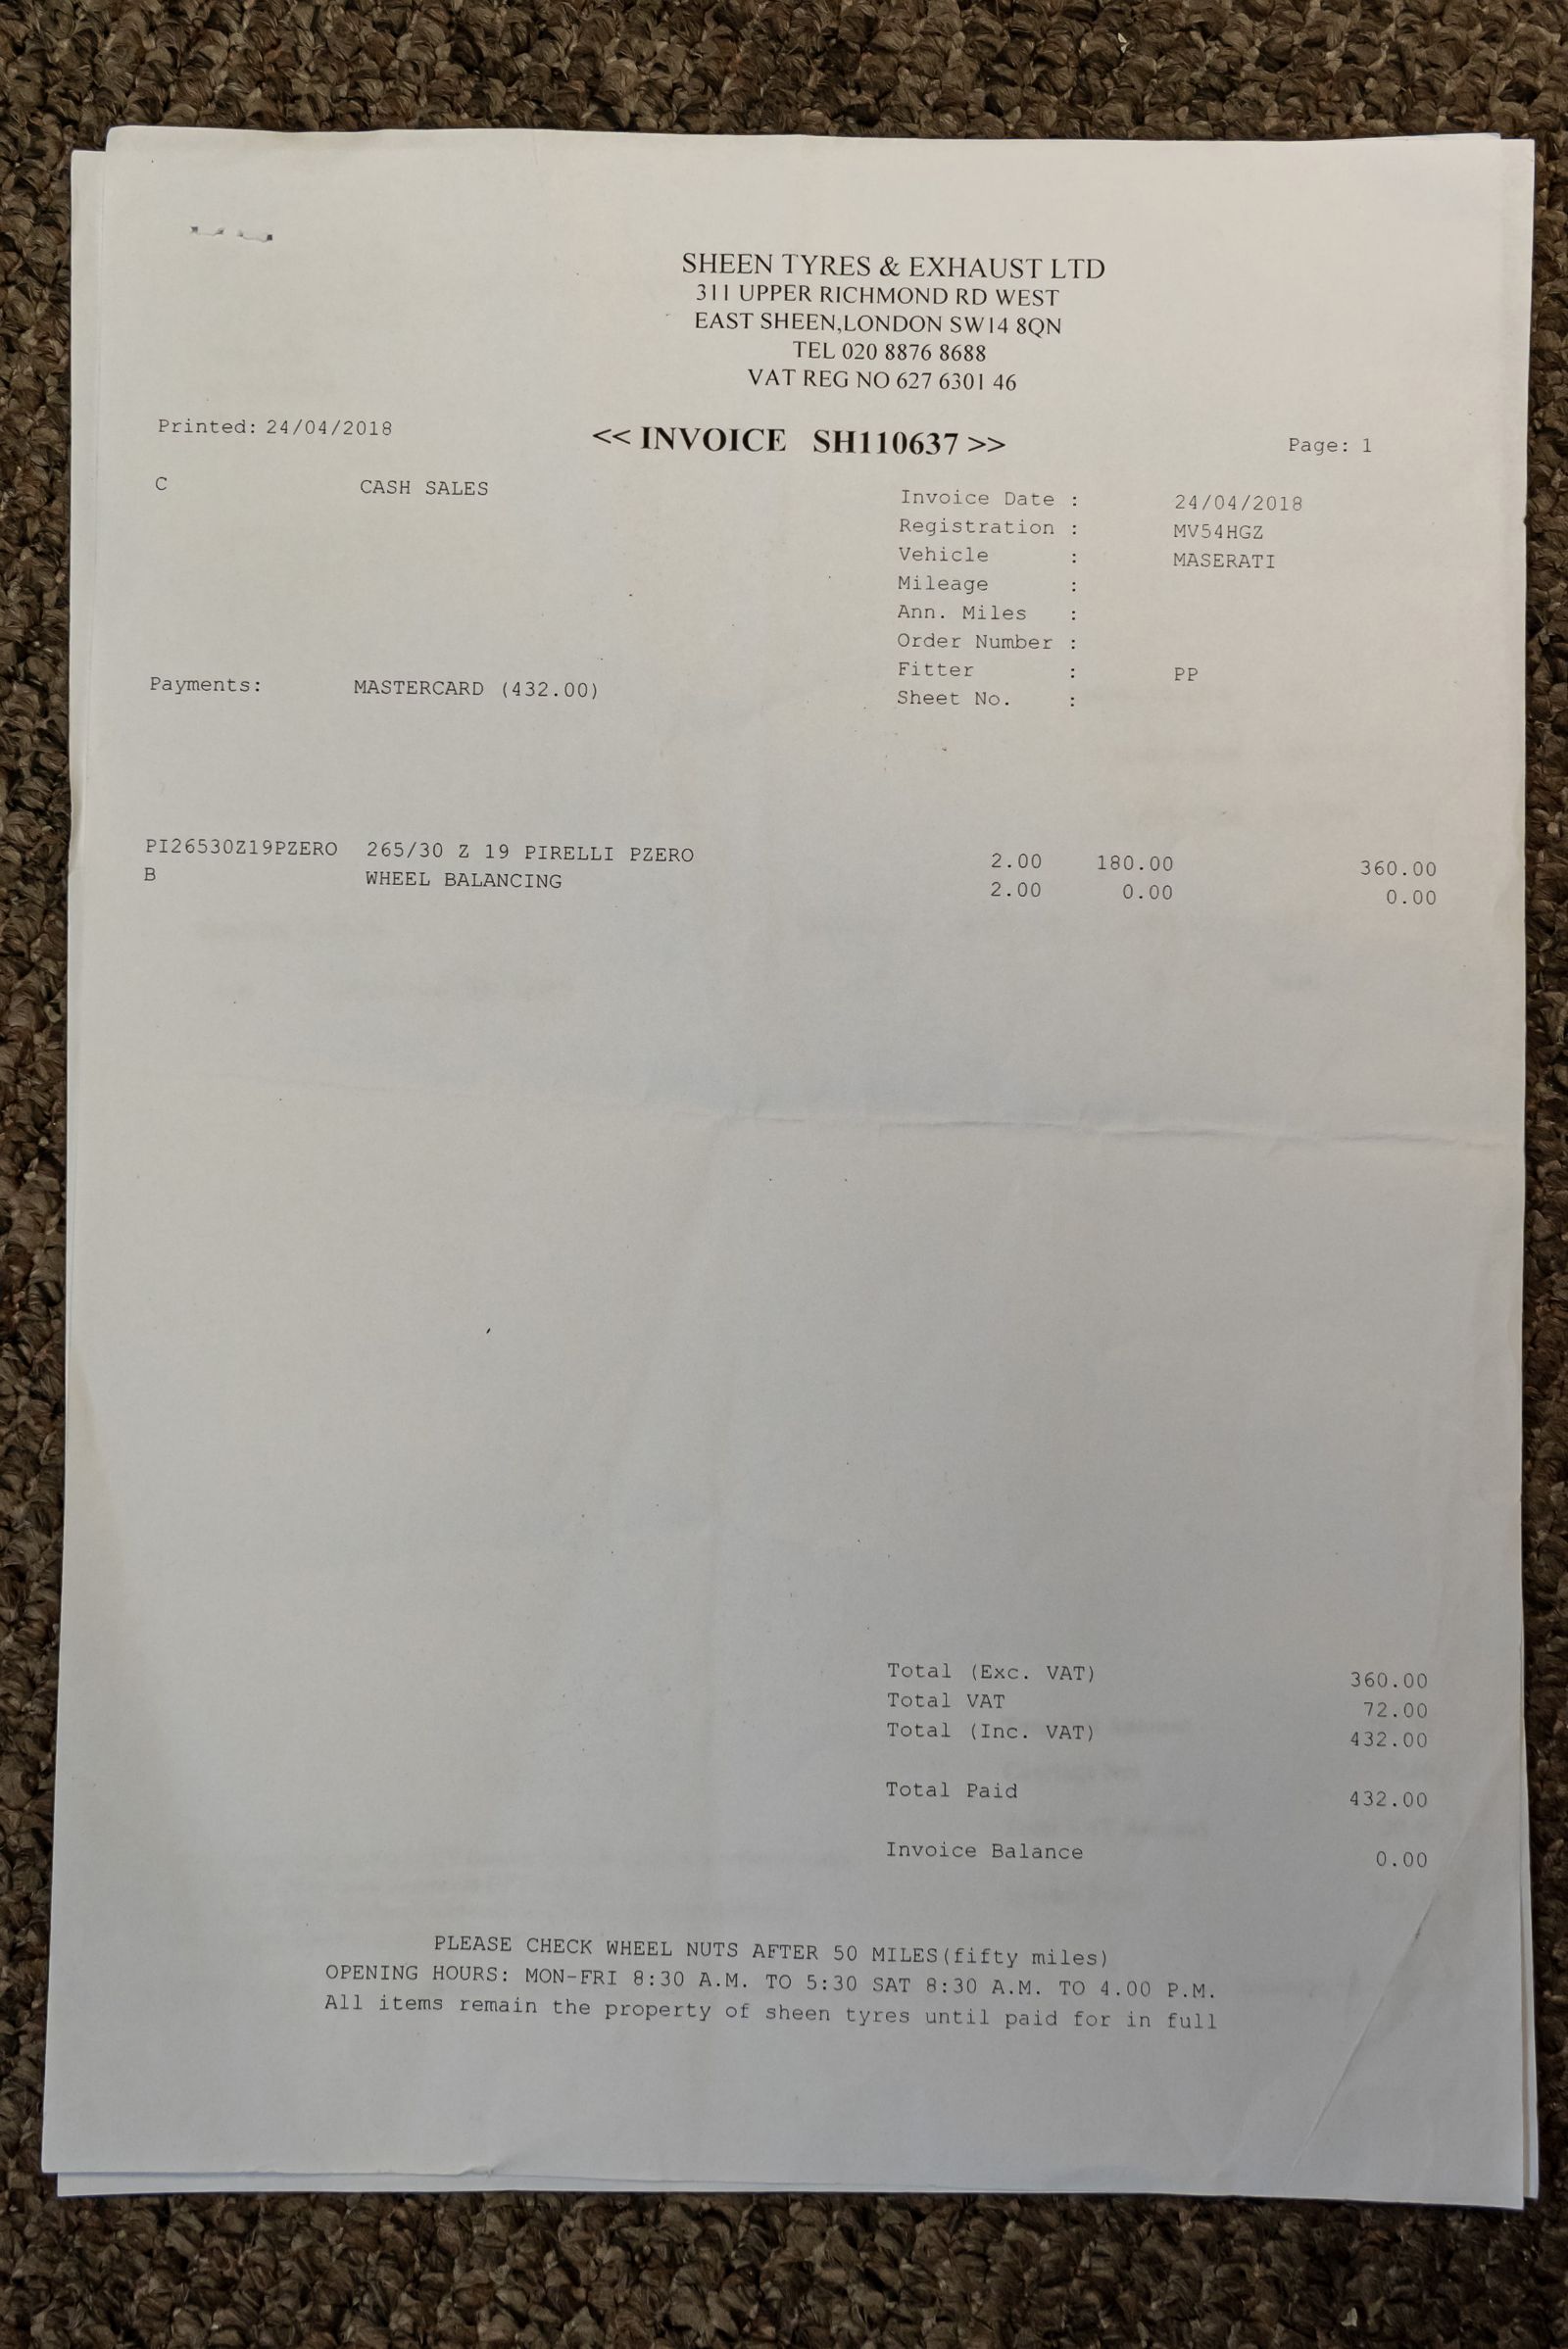 SHEEN TYRES & EXHAUST LTD
311 UPPER RICHMOND RD WEST
EAST SHEEN,LONDON SW14 8QN
TEL 020 8876 8688
VAT REG NO 627 6301 46
Printed: 24/04/2018 << INVOICE SH110637 >> Page: 1
C CASH SALES
Invoice Date : 24/04/2018
Registration : MV54HGZ
Vehicle : MASERATI
Mileage :
Ann. Miles :
Order Number :
Fitter : PP
Sheet No. :
Payments: MASTERCARD (432.00)
PI26530Z19PZERO 265/30 Z 19 PIRELLI PZERO 2.00 180.00 360.00
B WHEEL BALANCING 2.00 0.00 0.00
Total (Exc. VAT) 360.00
Total VAT 72.00
Total (Inc. VAT) 432.00
Total Paid 432.00
Invoice Balance 0.00
PLEASE CHECK WHEEL NUTS AFTER 50 MILES(fifty miles)
OPENING HOURS: MON-FRI 8:30 A.M. TO 5:30 SAT 8:30 A.M. TO 4.00 P.M.
All items remain the property of sheen tyres until paid for in full